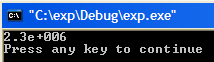 "C:\exp\Debug\exp.exe"
2.3e+006
Press any key to continue